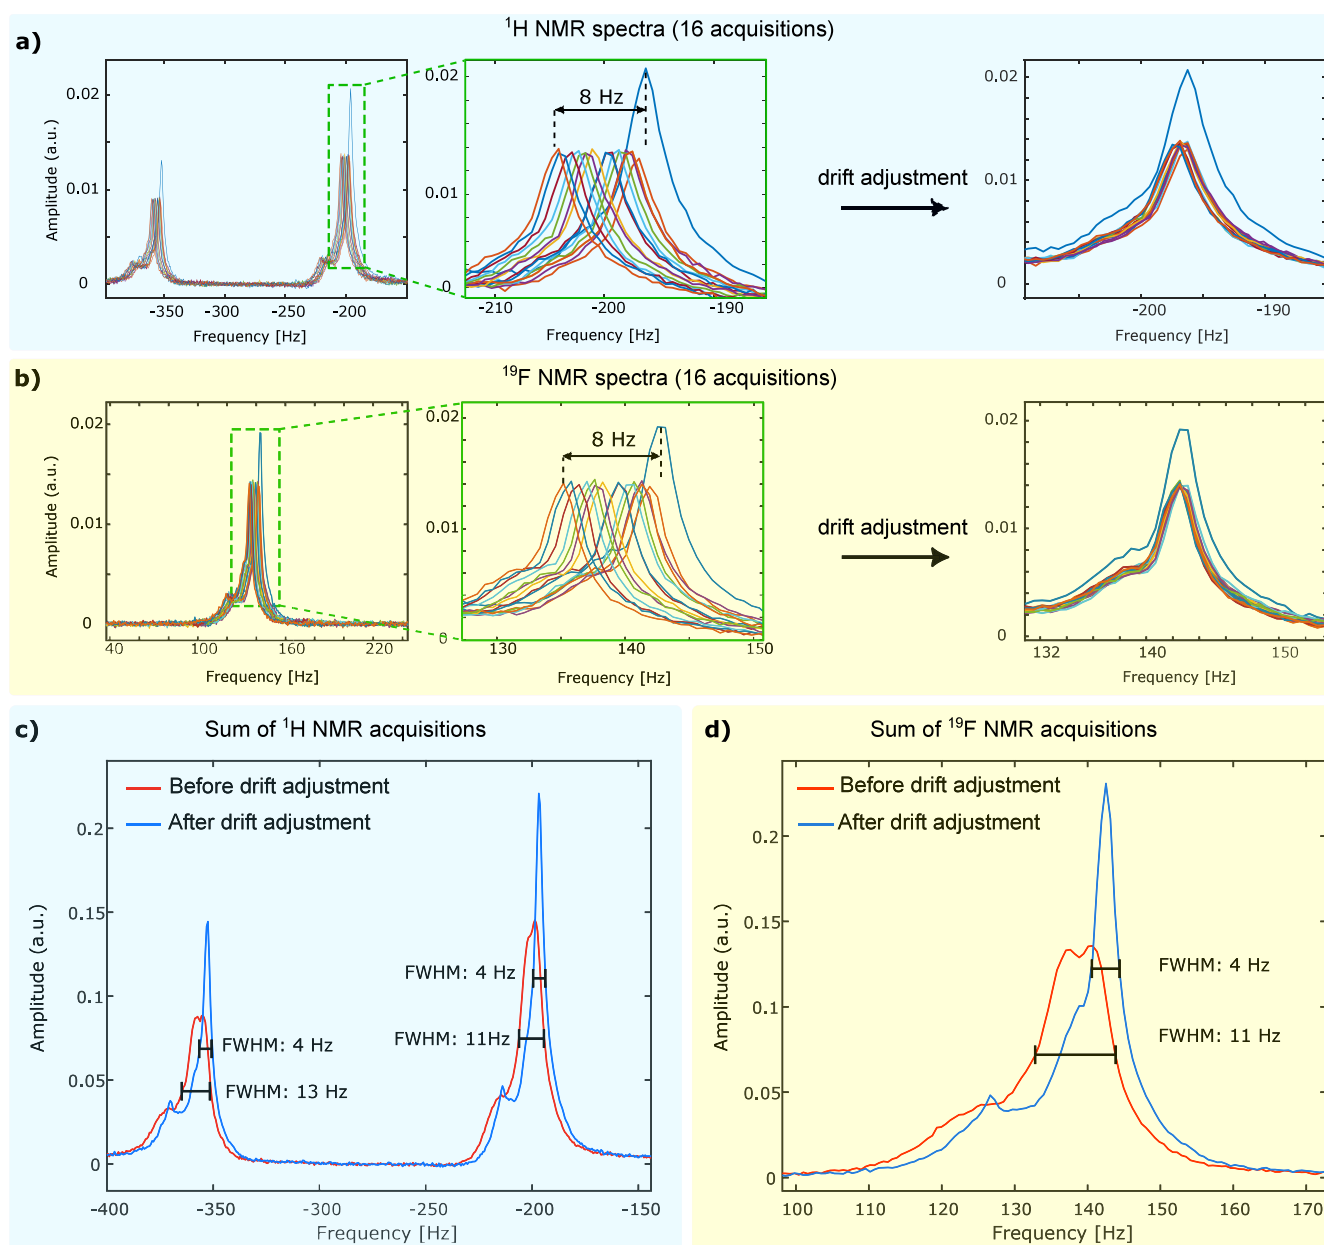 a)
¹H NMR spectra (16 acquisitions)
Amplitude (a.u.)
0.02
0.01
0
-350
-300
-250
-200
Frequency [Hz]
0.02
0.01
0
8 Hz
-210
-200
-190
Frequency [Hz]
drift adjustment
0.02
0.01
0
-200
-190
Frequency [Hz]
b)
¹⁹F NMR spectra (16 acquisitions)
Amplitude (a.u.)
0.02
0.01
0
40
100
160
220
Frequency [Hz]
0.02
0.01
0
8 Hz
130
142
150
Frequency [Hz]
drift adjustment
0.02
0.01
0
132
140
150
Frequency [Hz]
c)
Sum of ¹H NMR acquisitions
Before drift adjustment
After drift adjustment
Amplitude (a.u.)
0.2
0.15
0.1
0.05
0
FWHM: 4 Hz
FWHM: 11Hz
FWHM: 4 Hz
FWHM: 13 Hz
-400
-350
-300
-250
-200
-150
Frequency [Hz]
d)
Sum of ¹⁹F NMR acquisitions
Before drift adjustment
After drift adjustment
Amplitude (a.u.)
0.2
0.15
0.1
0.05
0
FWHM: 4 Hz
FWHM: 11 Hz
100
110
120
130
140
150
160
170
Frequency [Hz]